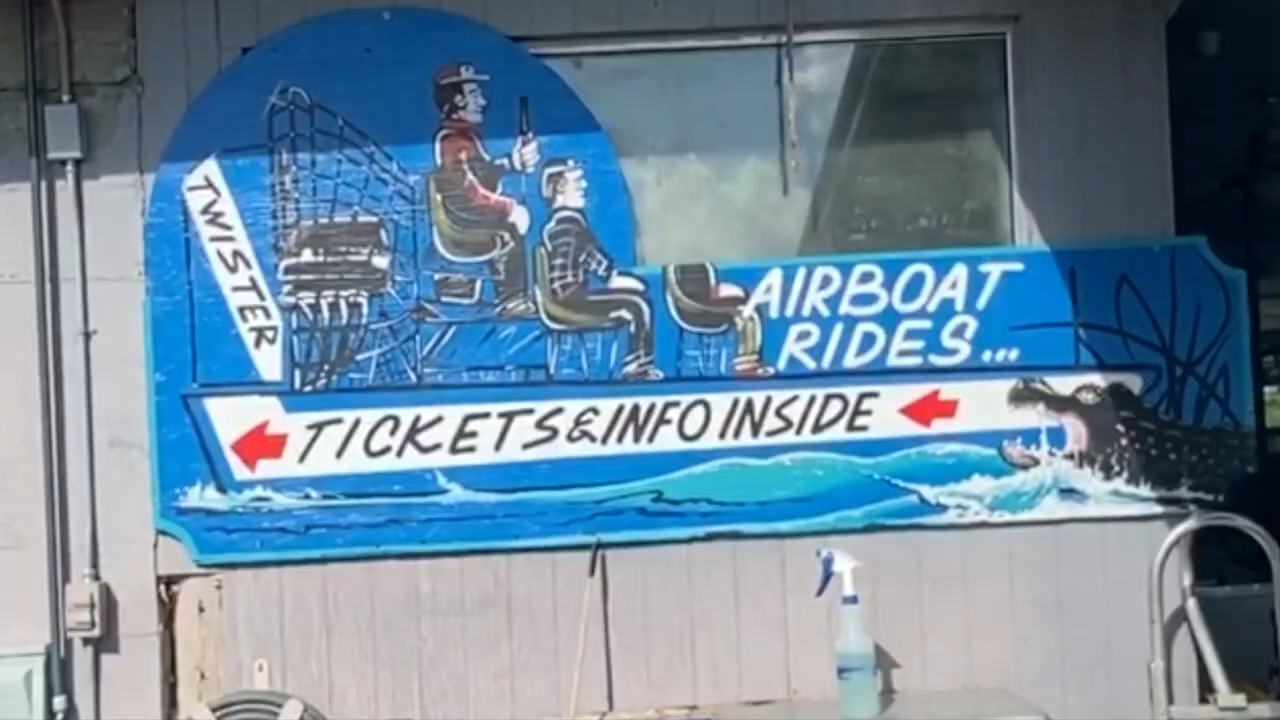 TWISTER
AIRBOAT
RIDES...
TICKETS & INFO INSIDE